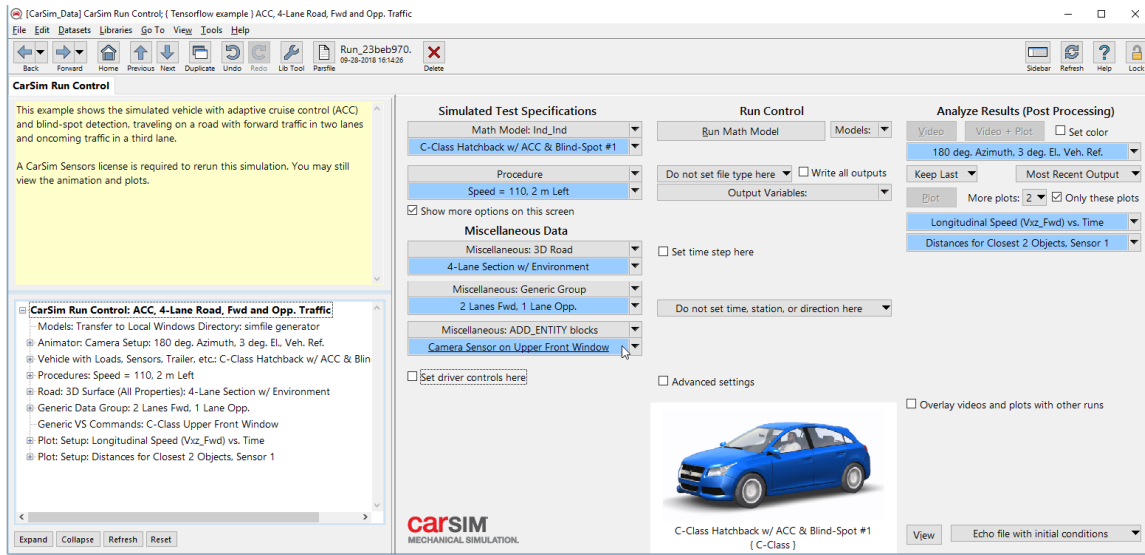 [CarSim_Data] CarSim Run Control; { Tensorflow example } ACC, 4-Lane Road, Fwd and Opp. Traffic
File Edit Datasets Libraries Go To View Tools Help
Back Forward Home Previous Next Duplicate Undo Redo Lib Tool Parsfile
Run_23beb970.
09-28-2018 16:14:26
Delete
Sidebar Refresh Help Lock
CarSim Run Control
This example shows the simulated vehicle with adaptive cruise control (ACC)
and blind-spot detection, traveling on a road with forward traffic in two lanes
and oncoming traffic in a third lane.
A CarSim Sensors license is required to rerun this simulation. You may still
view the animation and plots.
CarSim Run Control: ACC, 4-Lane Road, Fwd and Opp. Traffic
Models: Transfer to Local Windows Directory: simfile generator
Animator: Camera Setup: 180 deg. Azimuth, 3 deg. El., Veh. Ref.
Vehicle with Loads, Sensors, Trailer, etc.: C-Class Hatchback w/ ACC & Blin
Procedures: Speed = 110, 2 m Left
Road: 3D Surface (All Properties): 4-Lane Section w/ Environment
Generic Data Group: 2 Lanes Fwd, 1 Lane Opp.
Generic VS Commands: C-Class Upper Front Window
Plot: Setup: Longitudinal Speed (Vxz_Fwd) vs. Time
Plot: Setup: Distances for Closest 2 Objects, Sensor 1
Expand Collapse Refresh Reset
Simulated Test Specifications
Math Model: Ind_Ind
C-Class Hatchback w/ ACC & Blind-Spot #1
Procedure
Speed = 110, 2 m Left
Show more options on this screen
Miscellaneous Data
Miscellaneous: 3D Road
4-Lane Section w/ Environment
Miscellaneous: Generic Group
2 Lanes Fwd, 1 Lane Opp.
Miscellaneous: ADD_ENTITY blocks
Camera Sensor on Upper Front Window
Set driver controls here
carSIM
MECHANICAL SIMULATION.
Run Control
Run Math Model Models:
Do not set file type here Write all outputs
Output Variables:
Set time step here
Do not set time, station, or direction here
Advanced settings
C-Class Hatchback w/ ACC & Blind-Spot #1
{ C-Class }
Analyze Results (Post Processing)
Video Video + Plot Set color
180 deg. Azimuth, 3 deg. El., Veh. Ref.
Keep Last Most Recent Output
Plot More plots: 2 Only these plots
Longitudinal Speed (Vxz_Fwd) vs. Time
Distances for Closest 2 Objects, Sensor 1
Overlay videos and plots with other runs
View Echo file with initial conditions